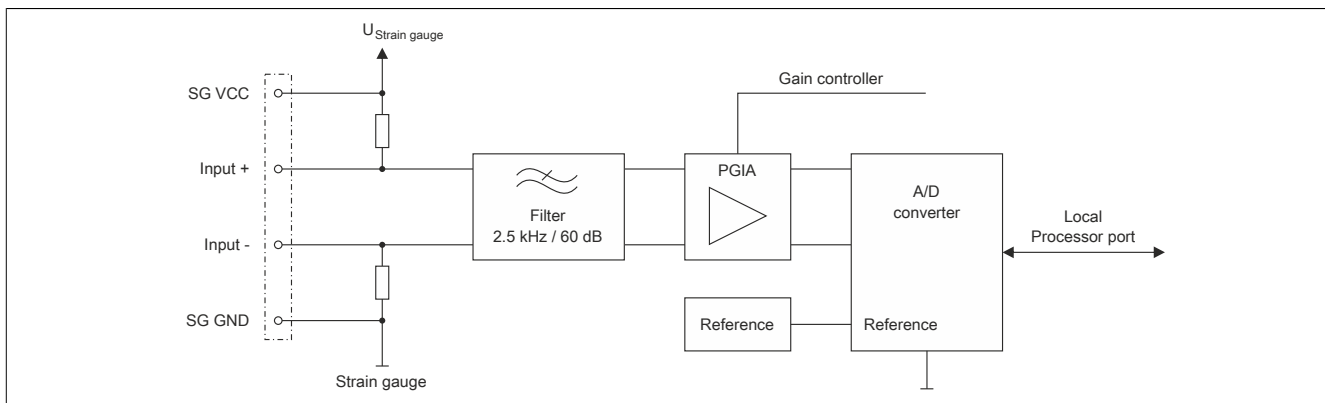 U Strain gauge
SG VCC
Gain controller
Input +
PGIA
A/D
converter
Filter
2.5 kHz / 60 dB
Local
Processor port
Input -
SG GND
Reference
Reference
Strain gauge